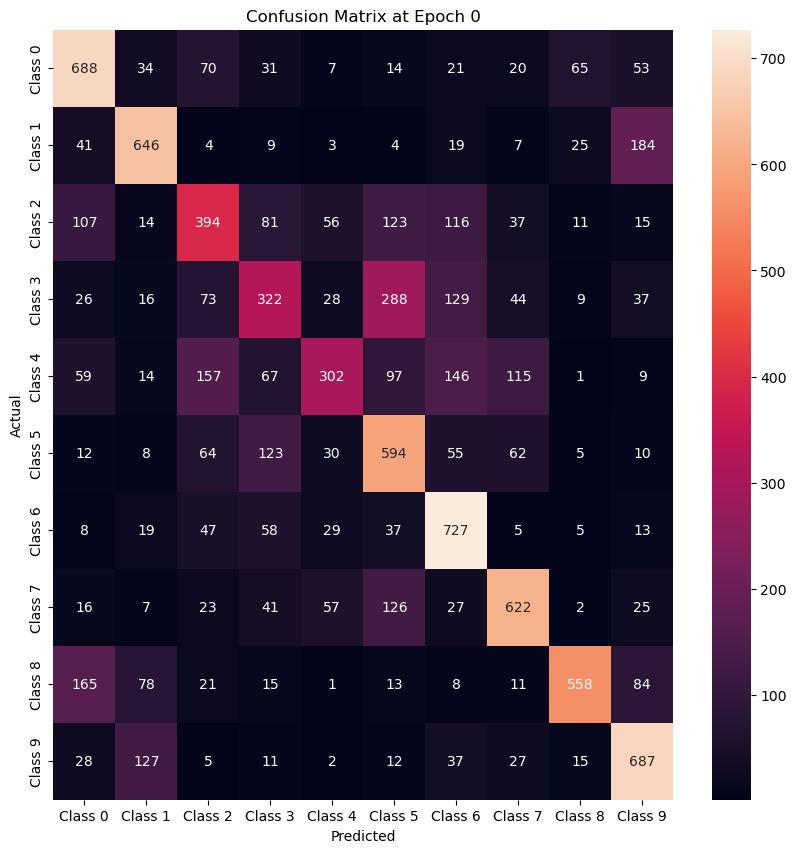 Confusion Matrix at Epoch 0
Class 0 688 34 70 31 7 14 21 20 65 53
Class 1 41 646 4 9 3 4 19 7 25 184
Class 2 107 14 394 81 56 123 116 37 11 15
Class 3 26 16 73 322 28 288 129 44 9 37
Class 4 59 14 157 67 302 97 146 115 1 9
Class 5 12 8 64 123 30 594 55 62 5 10
Class 6 8 19 47 58 29 37 727 5 5 13
Class 7 16 7 23 41 57 126 27 622 2 25
Class 8 165 78 21 15 1 13 8 11 558 84
Class 9 28 127 5 11 2 12 37 27 15 687
Class 0 Class 1 Class 2 Class 3 Class 4 Class 5 Class 6 Class 7 Class 8 Class 9
Predicted
Actual
700
600
500
400
300
200
100